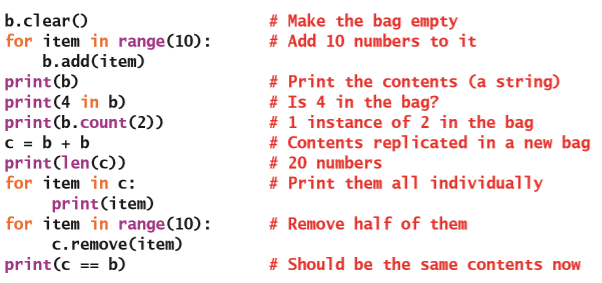 b.clear()                          # Make the bag empty
for item in range(10):      # Add 10 numbers to it
    b.add(item)
print(b)                           # Print the contents (a string)
print(4 in b)                    # Is 4 in the bag?
print(b.count(2))             # 1 instance of 2 in the bag
c = b + b                         # Contents replicated in a new bag
print(len(c))                    # 20 numbers
for item in c:                  # Print them all individually
     print(item)
for item in range(10):      # Remove half of them
     c.remove(item)
print(c == b)                   # Should be the same contents now